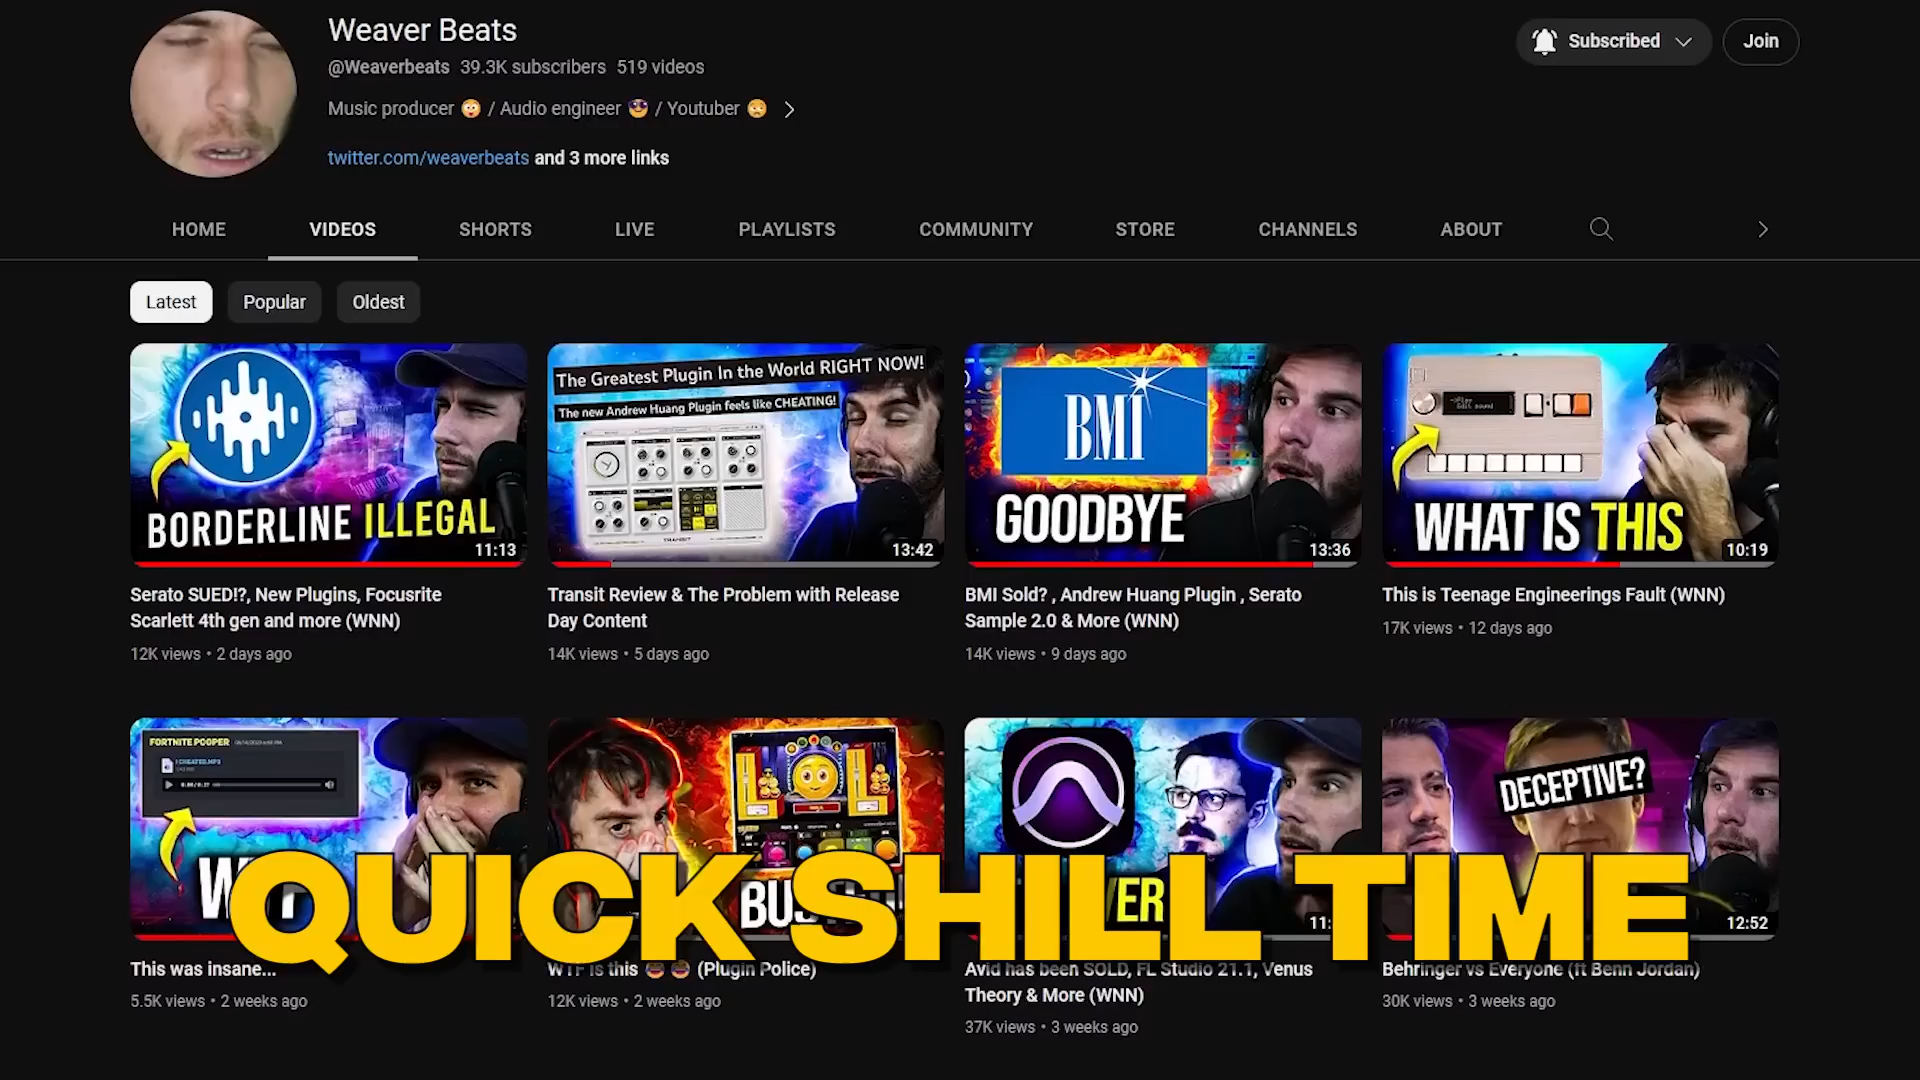 Weaver Beats
@Weaverbeats 39.3K subscribers 519 videos
Subscribed
Join
Music producer 😳 / Audio engineer 😎 / Youtuber 😳
twitter.com/weaverbeats and 3 more links
HOME VIDEOS SHORTS LIVE PLAYLISTS COMMUNITY STORE CHANNELS ABOUT
Latest Popular Oldest
BORDERLINE ILLEGAL
11:13
The Greatest Plugin In the World RIGHT NOW!
The new Andrew Huang Plugin feels like CHEATING!
TRANSIT
13:42
BMI
GOODBYE
13:36
Play
Edit sound
WHAT IS THIS
10:19
Serato SUED!?, New Plugins, Focusrite
Scarlett 4th gen and more (WNN)
12K views • 2 days ago
Transit Review & The Problem with Release
Day Content
14K views • 5 days ago
BMI Sold? , Andrew Huang Plugin , Serato
Sample 2.0 & More (WNN)
14K views • 9 days ago
This is Teenage Engineerings Fault (WNN)
17K views • 12 days ago
FORTNITE POOPER
I CHEATED.MP3
DECEPTIVE?
12:52
QUICK SHILL TIME
This was insane...
5.5K views • 2 weeks ago
WTF is this (Plugin Police)
12K views • 2 weeks ago
Avid has been SOLD, FL Studio 21.1, Venus
Theory & More (WNN)
37K views • 3 weeks ago
Behringer vs Everyone (ft Benn Jordan)
30K views • 3 weeks ago